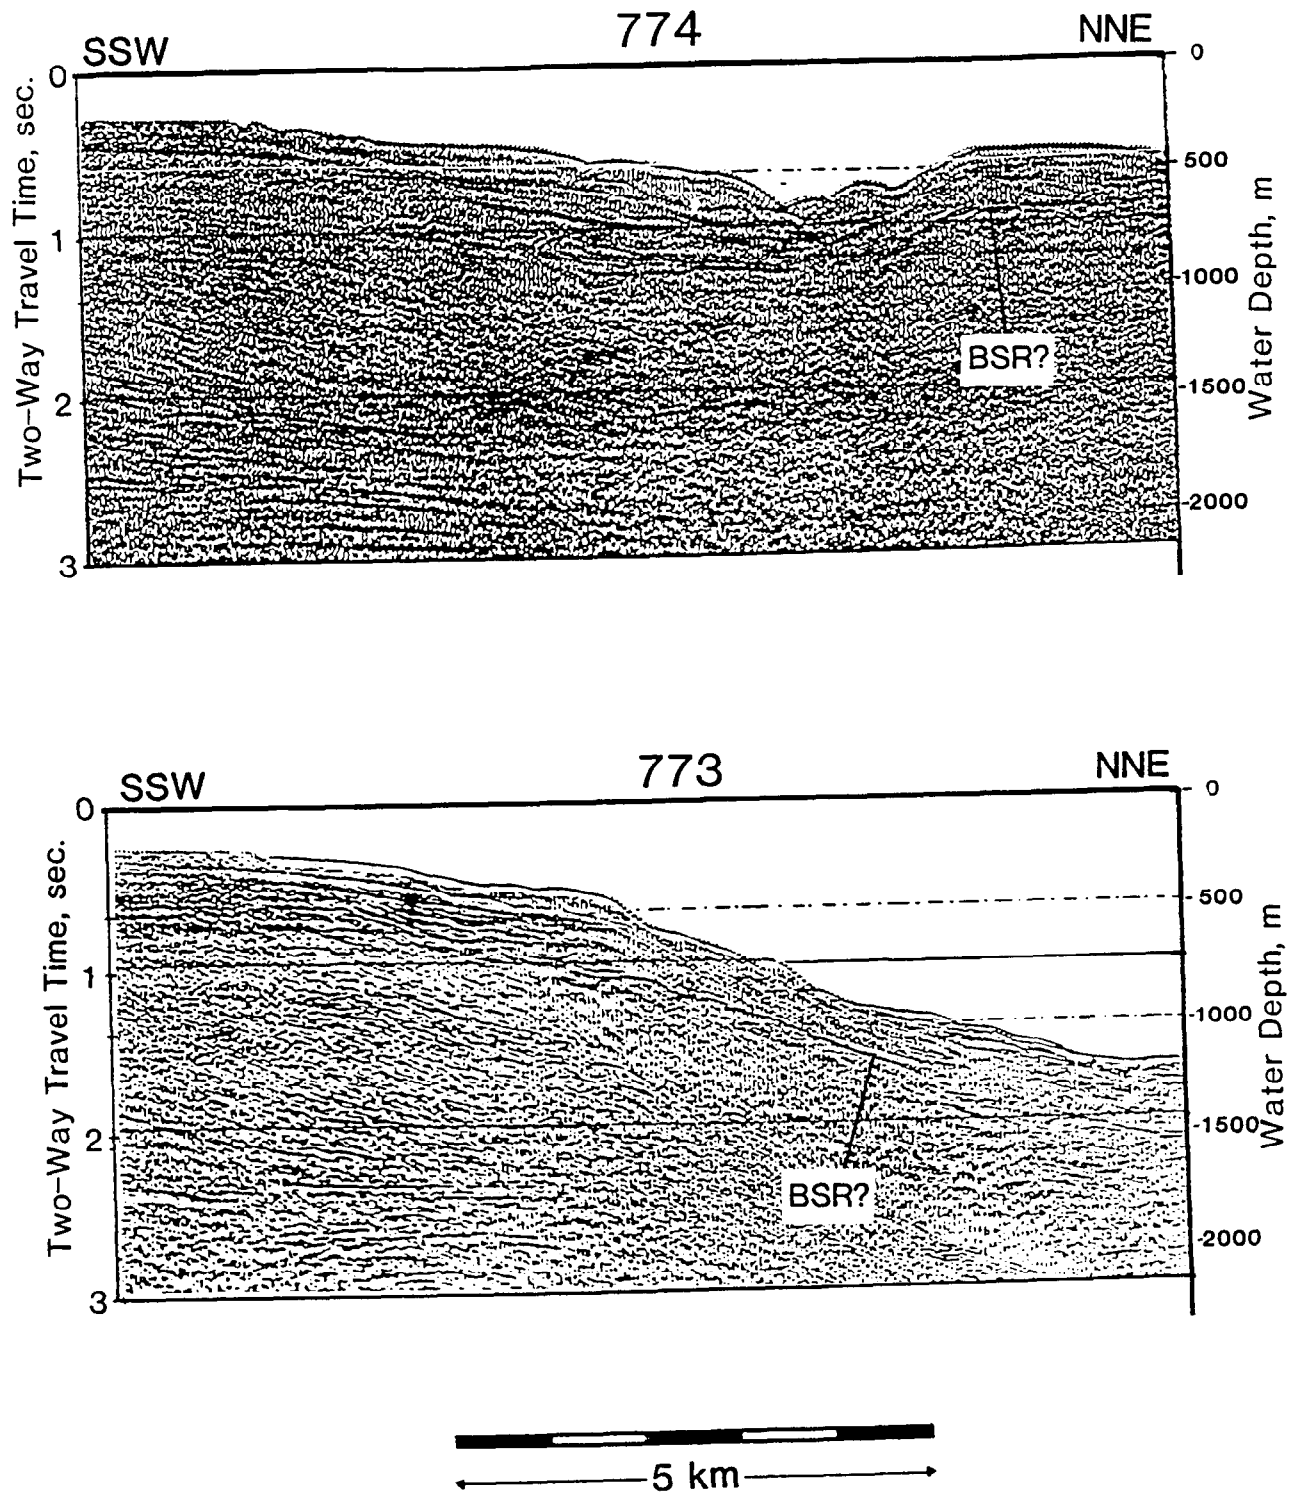 774
SSW
NNE
0
0
500
1
1000
BSR?
1500
2
2000
3
Two-Way Travel Time, sec.
Water Depth, m
773
SSW
NNE
0
0
500
1
1000
1500
2
BSR?
2000
3
Two-Way Travel Time, sec.
Water Depth, m
5 km